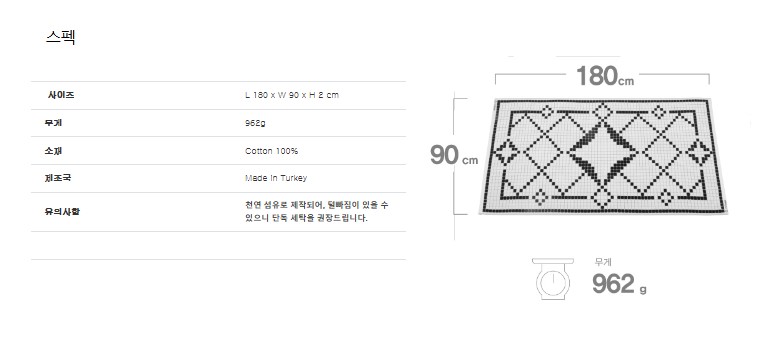 스펙
사이즈 L 180 x W 90 x H 2 cm
무게 962g
소재 Cotton 100%
제조국 Made In Turkey
유의사항 천연 섬유로 제작되어, 털빠짐이 있을 수
있으니 단독 세탁을 권장드립니다.
180cm
90 cm
무게
962 g